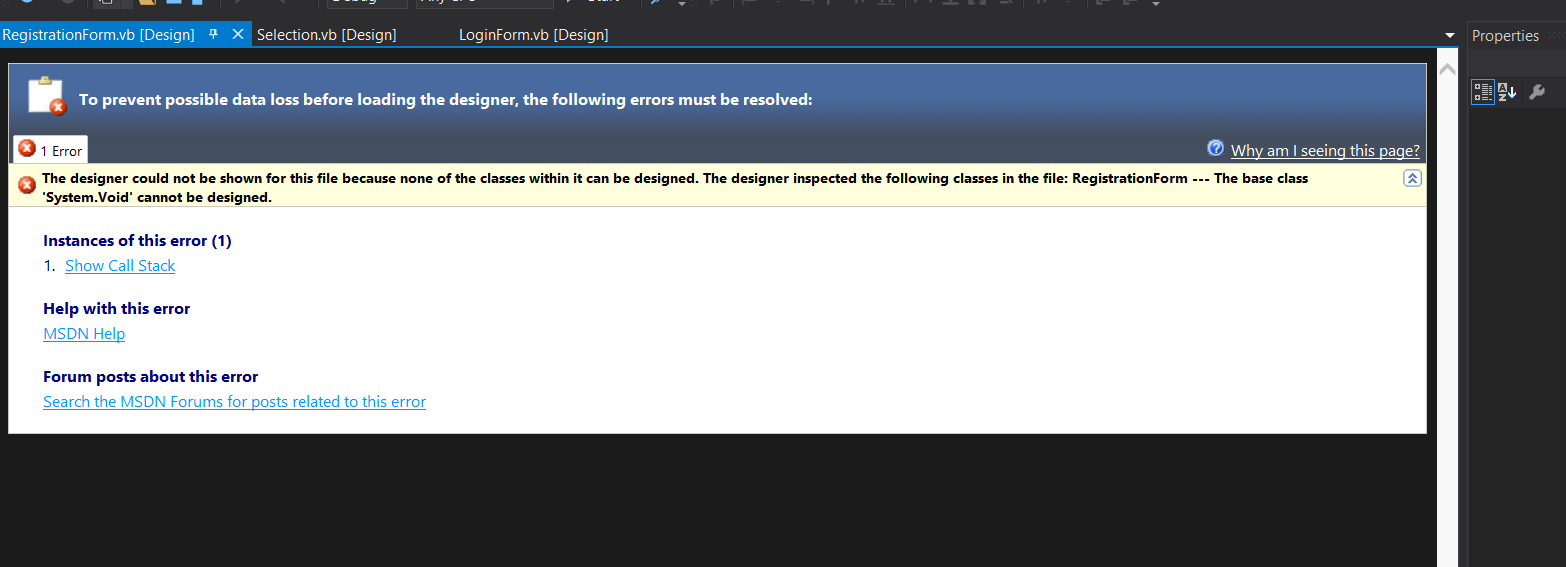 RegistrationForm.vb [Design] Selection.vb [Design] LoginForm.vb [Design]
Properties
To prevent possible data loss before loading the designer, the following errors must be resolved:
1 Error
Why am I seeing this page?
The designer could not be shown for this file because none of the classes within it can be designed. The designer inspected the following classes in the file: RegistrationForm --- The base class
'System.Void' cannot be designed.
Instances of this error (1)
1. Show Call Stack
Help with this error
MSDN Help
Forum posts about this error
Search the MSDN Forums for posts related to this error